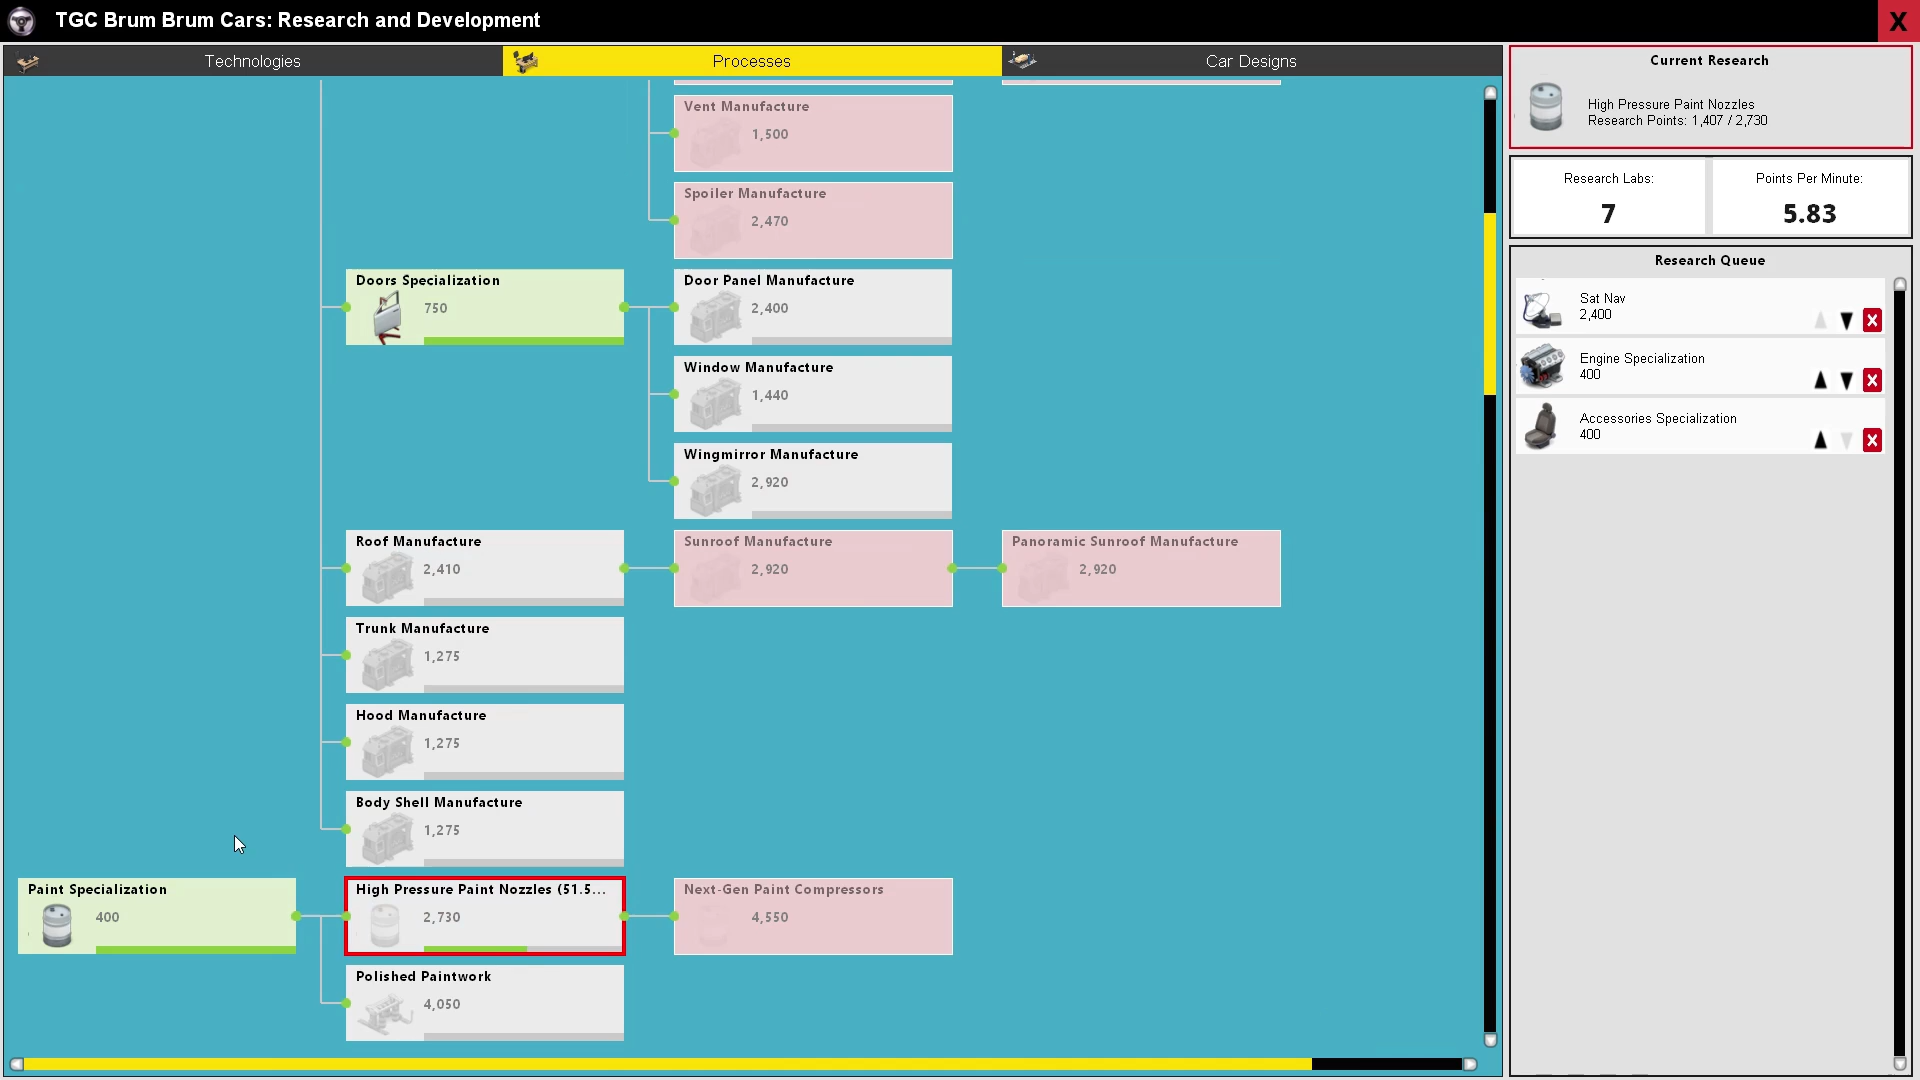 TGC Brum Brum Cars: Research and Development
X
Technologies
Processes
Car Designs
Vent Manufacture
1,500
Spoiler Manufacture
2,470
Doors Specialization
750
Door Panel Manufacture
2,400
Window Manufacture
1,440
Wingmirror Manufacture
2,920
Roof Manufacture
2,410
Sunroof Manufacture
2,920
Panoramic Sunroof Manufacture
2,920
Trunk Manufacture
1,275
Hood Manufacture
1,275
Body Shell Manufacture
1,275
Paint Specialization
400
High Pressure Paint Nozzles (51.5...
2,730
Next-Gen Paint Compressors
4,550
Polished Paintwork
4,050
Current Research
High Pressure Paint Nozzles
Research Points: 1,407 / 2,730
Research Labs:
7
Points Per Minute:
5.83
Research Queue
Sat Nav
2,400
Engine Specialization
400
Accessories Specialization
400